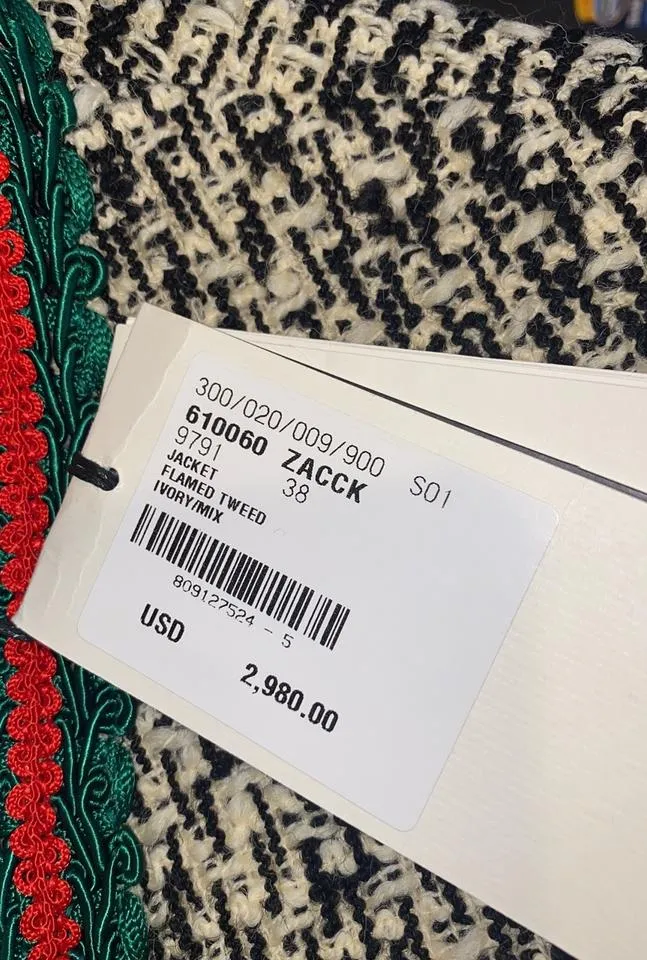 300/020/009/900 S01
610060 ZACCK
9791 38
JACKET
FLAMED TWEED
IVORY/MIX
809127524 - 5
USD
2,980.00